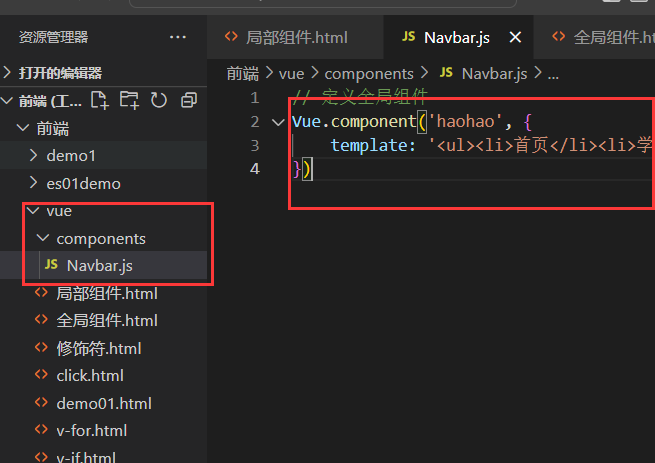 资源管理器 ...
局部组件.html JS Navbar.js × 全局组件.ht
打开的编辑器
前端 (工...
前端 > vue > components > JS Navbar.js > ...
前端
demo1
es01demo
vue
components
JS Navbar.js
局部组件.html
全局组件.html
修饰符.html
click.html
demo01.html
v-for.html
v-if.html
1 // 定义全局组件
2 Vue.component('haohao', {
3 template: '<ul><li>首页</li><li>学
4 })